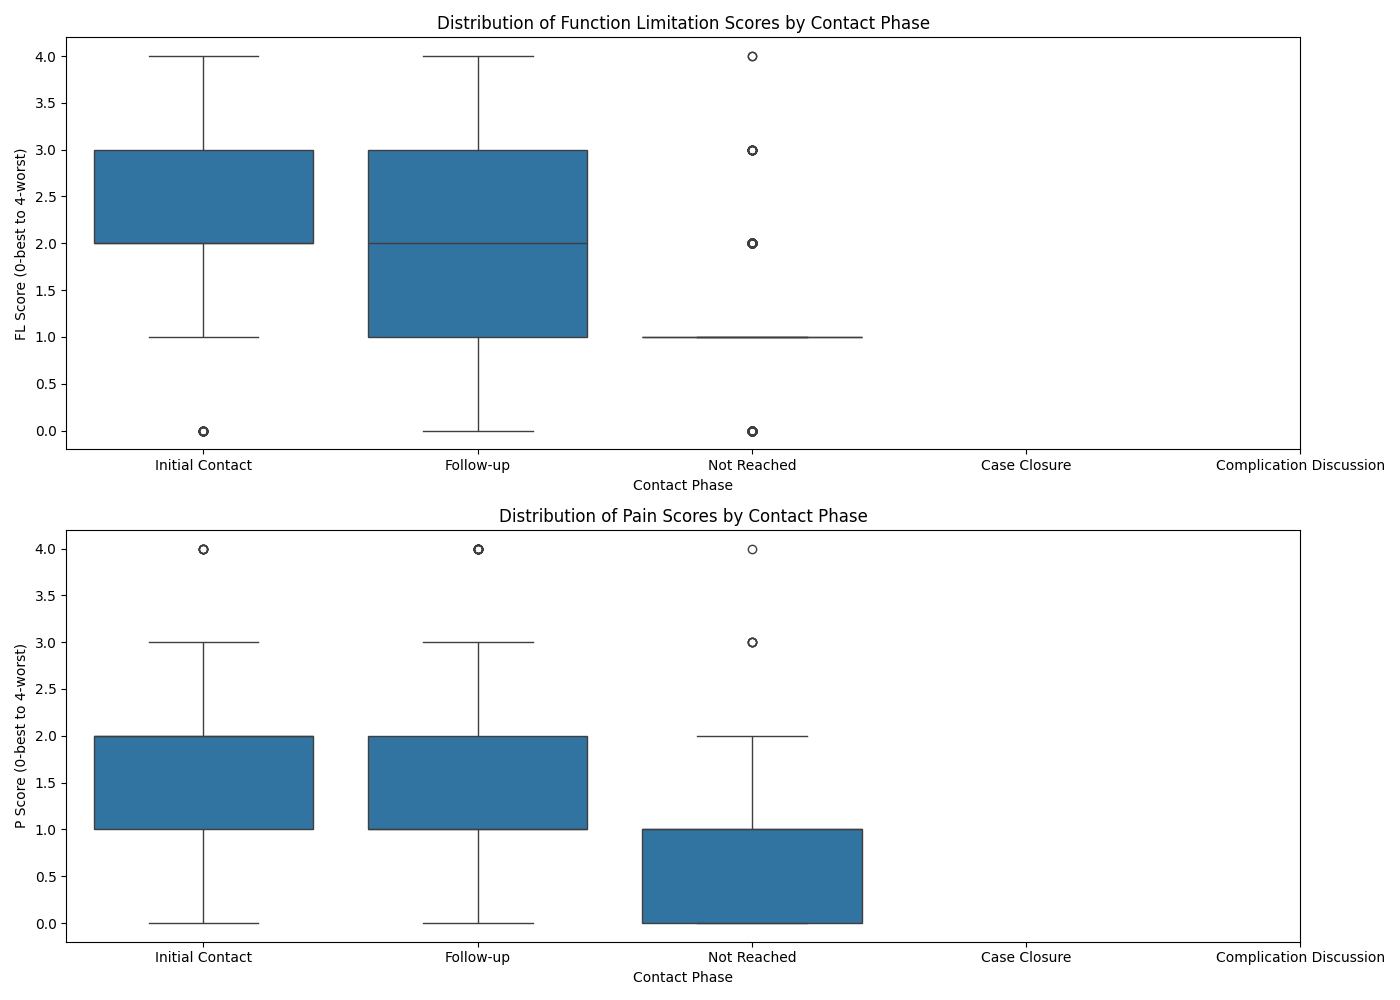 Distribution of Function Limitation Scores by Contact Phase
FL Score (0-best to 4-worst)
4.0
3.5
3.0
2.5
2.0
1.5
1.0
0.5
0.0
Initial Contact Follow-up Not Reached Case Closure Complication Discussion
Contact Phase
Distribution of Pain Scores by Contact Phase
P Score (0-best to 4-worst)
4.0
3.5
3.0
2.5
2.0
1.5
1.0
0.5
0.0
Initial Contact Follow-up Not Reached Case Closure Complication Discussion
Contact Phase